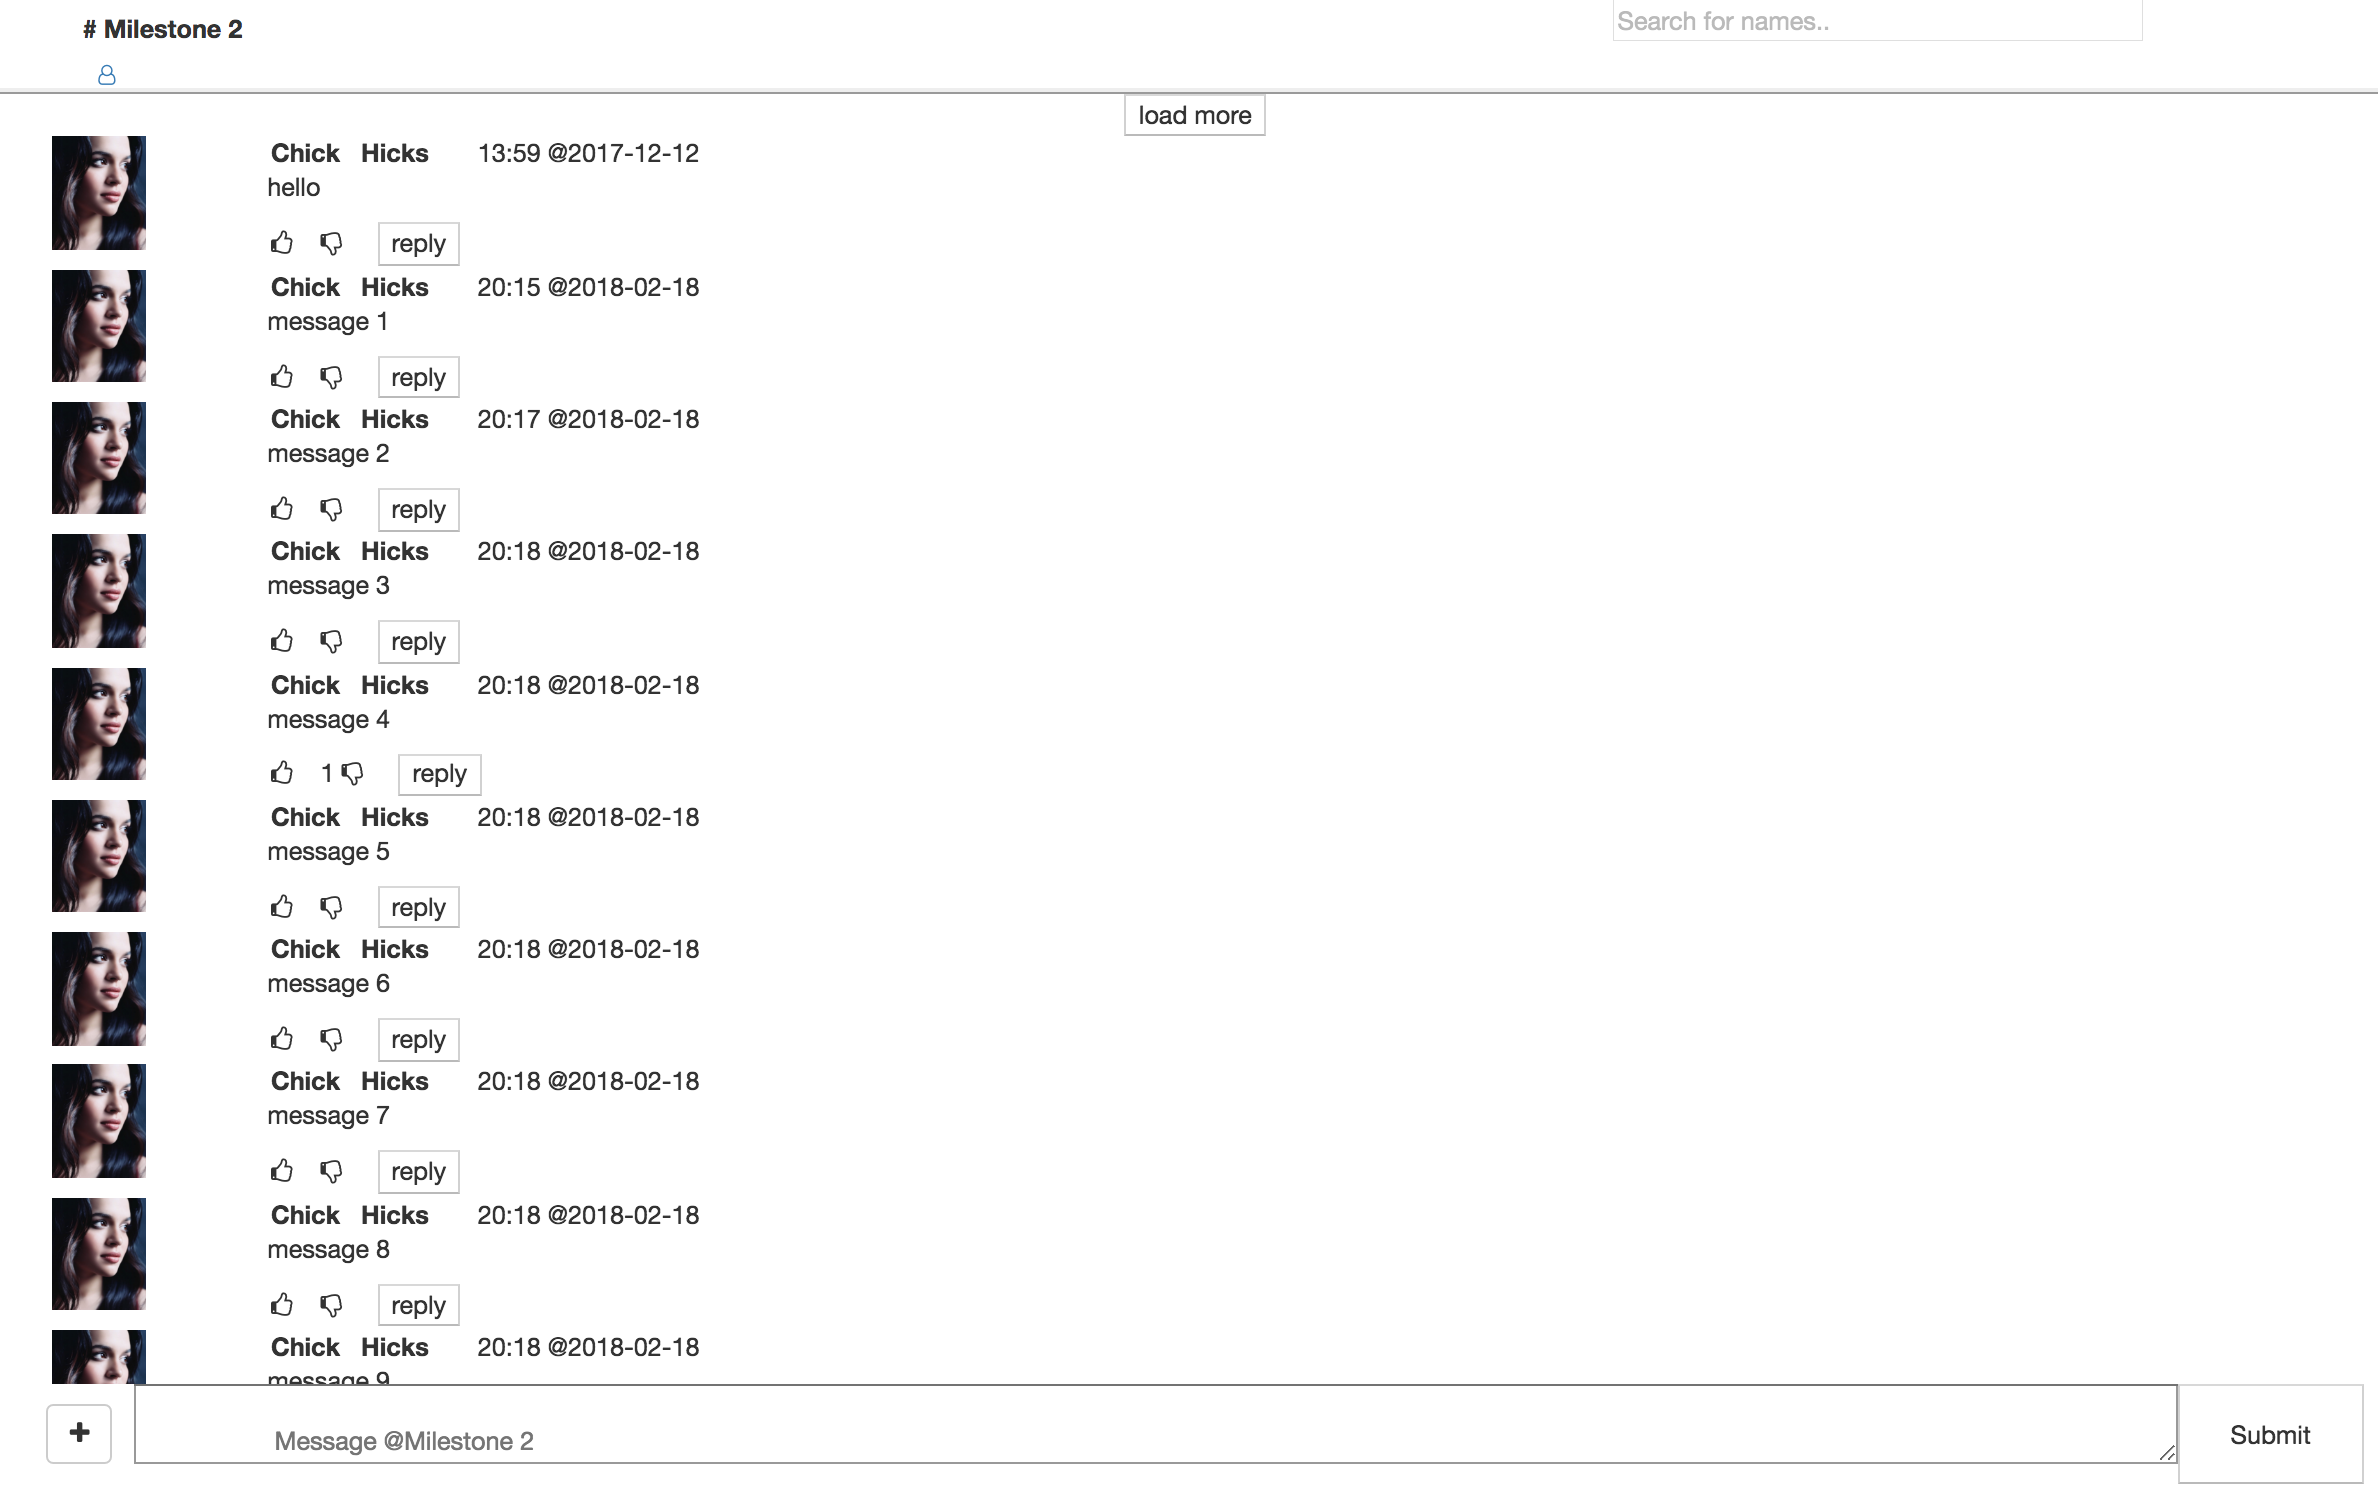 # Milestone 2
Search for names..
load more
Chick Hicks 13:59 @2017-12-12
hello
reply
Chick Hicks 20:15 @2018-02-18
message 1
reply
Chick Hicks 20:17 @2018-02-18
message 2
reply
Chick Hicks 20:18 @2018-02-18
message 3
reply
Chick Hicks 20:18 @2018-02-18
message 4
1 reply
Chick Hicks 20:18 @2018-02-18
message 5
reply
Chick Hicks 20:18 @2018-02-18
message 6
reply
Chick Hicks 20:18 @2018-02-18
message 7
reply
Chick Hicks 20:18 @2018-02-18
message 8
reply
Chick Hicks 20:18 @2018-02-18
message 9
Message @Milestone 2
Submit